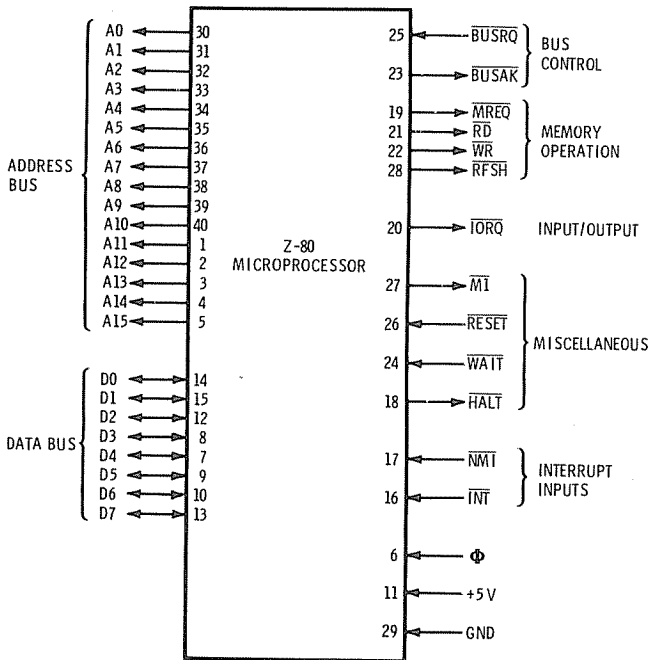 ADDRESS
BUS
A0 30
A1 31
A2 32
A3 33
A4 34
A5 35
A6 36
A7 37
A8 38
A9 39
A10 40
A11 1
A12 2
A13 3
A14 4
A15 5
DATA BUS
D0 14
D1 15
D2 12
D3 8
D4 7
D5 9
D6 10
D7 13
Z-80
MICROPROCESSOR
25 BUSRQ
23 BUSAK
BUS
CONTROL
19 MREQ
21 RD
22 WR
28 RFSH
MEMORY
OPERATION
20 IORQ INPUT/OUTPUT
27 MI
26 RESET
24 WAIT
18 HALT
MISCELLANEOUS
17 NMI
16 INT
INTERRUPT
INPUTS
6 Φ
11 +5V
29 GND